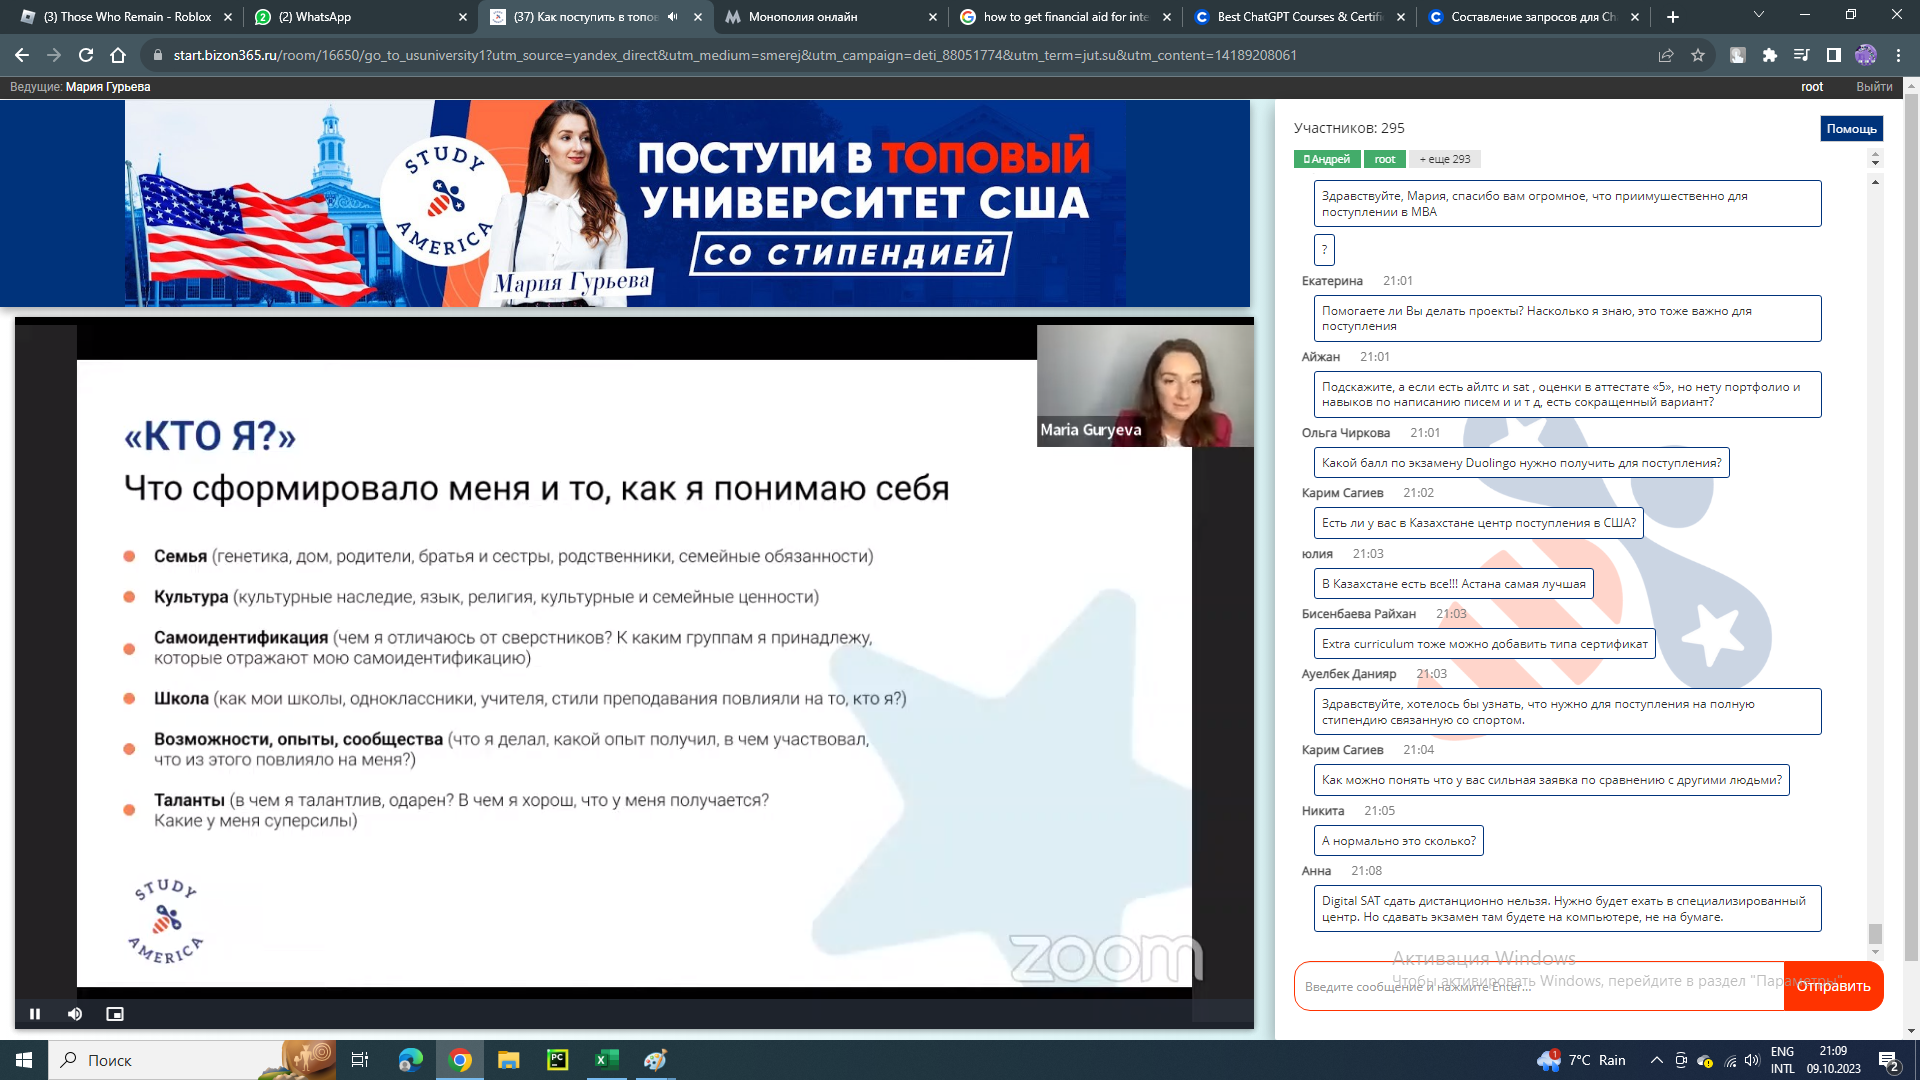 (3) Those Who Remain - Roblox
(2) WhatsApp
(37) Как поступить в топов
Монополия онлайн
how to get financial aid for inte
Best ChatGPT Courses & Certifi
Составление запросов для Ch
start.bizon365.ru/room/16650/go_to_usuniversity1?utm_source=yandex_direct&utm_medium=smerej&utm_campaign=deti_88051774&utm_term=jut.su&utm_content=14189208061
Ведущие: Мария Гурьева
root
Выйти
STUDY
AMERICA
Мария Гурьева
ПОСТУПИ В ТОПОВЫЙ
УНИВЕРСИТЕТ США
СО СТИПЕНДИЕЙ
Maria Guryeva
«КТО Я?»
Что сформировало меня и то, как я понимаю себя
Семья (генетика, дом, родители, братья и сестры, родственники, семейные обязанности)
Культура (культурные наследие, язык, религия, культурные и семейные ценности)
Самоидентификация (чем я отличаюсь от сверстников? К каким группам я принадлежу,
которые отражают мою самоидентификацию)
Школа (как мои школы, одноклассники, учителя, стили преподавания повлияли на то, кто я?)
Возможности, опыты, сообщества (что я делал, какой опыт получил, в чем участвовал,
что из этого повлияло на меня?)
Таланты (в чем я талантлив, одарен? В чем я хорош, что у меня получается?
Какие у меня суперсилы)
STUDY
AMERICA
zoom
Участников: 295
Помощь
Андрей
root
+ еще 293
Здравствуйте, Мария, спасибо вам огромное, что приимушественно для
поступлении в МВА
?
Екатерина 21:01
Помогаете ли Вы делать проекты? Насколько я знаю, это тоже важно для
поступления
Айжан 21:01
Подскажите, а если есть айлтс и sat , оценки в аттестате «5», но нету портфолио и
навыков по написанию писем и и т д, есть сокращенный вариант?
Ольга Чиркова 21:01
Какой балл по экзамену Duolingo нужно получить для поступления?
Карим Сагиев 21:02
Есть ли у вас в Казахстане центр поступления в США?
юлия 21:03
В Казахстане есть все!!! Астана самая лучшая
Бисенбаева Райхан 21:03
Extra curriculum тоже можно добавить типа сертификат
Ауелбек Данияр 21:03
Здравствуйте, хотелось бы узнать, что нужно для поступления на полную
стипендию связанную со спортом.
Карим Сагиев 21:04
Как можно понять что у вас сильная заявка по сравнению с другими людьми?
Никита 21:05
А нормально это сколько?
Анна 21:08
Digital SAT сдать дистанционно нельзя. Нужно будет ехать в специализированный
центр. Но сдавать экзамен там будете на компьютере, не на бумаге.
Активация Windows
Чтобы активировать Windows, перейдите в раздел "Параметры".
Введите сообщение и нажмите Enter...
Отправить
Поиск
PC
1
7°C Rain
ENG
INTL
21:09
09.10.2023
2